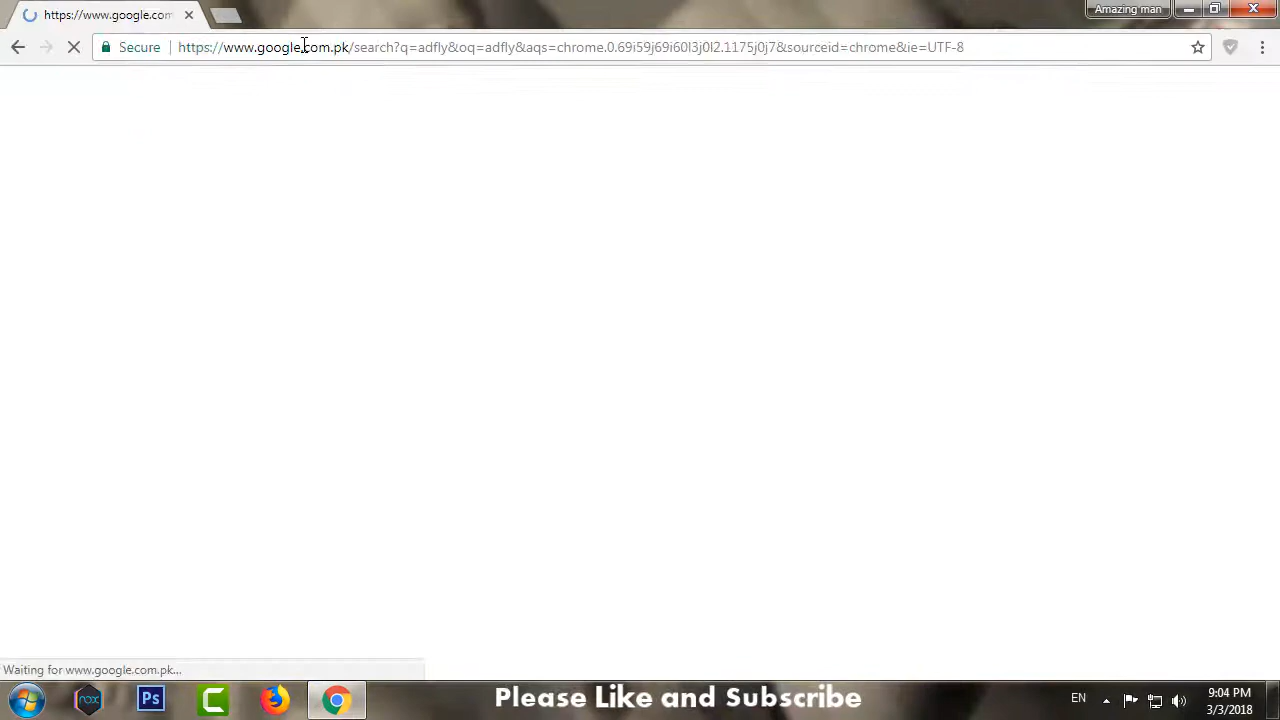 https://www.google.com
Amazing man
Secure
https://www.google.com.pk/search?q=adfly&oq=adfly&aqs=chrome.0.69i59j69i60l3j0l2.1175j0j7&sourceid=chrome&ie=UTF-8
Waiting for www.google.com.pk...
nox
Ps
C
Please Like and Subscribe
EN
9:04 PM
3/3/2018